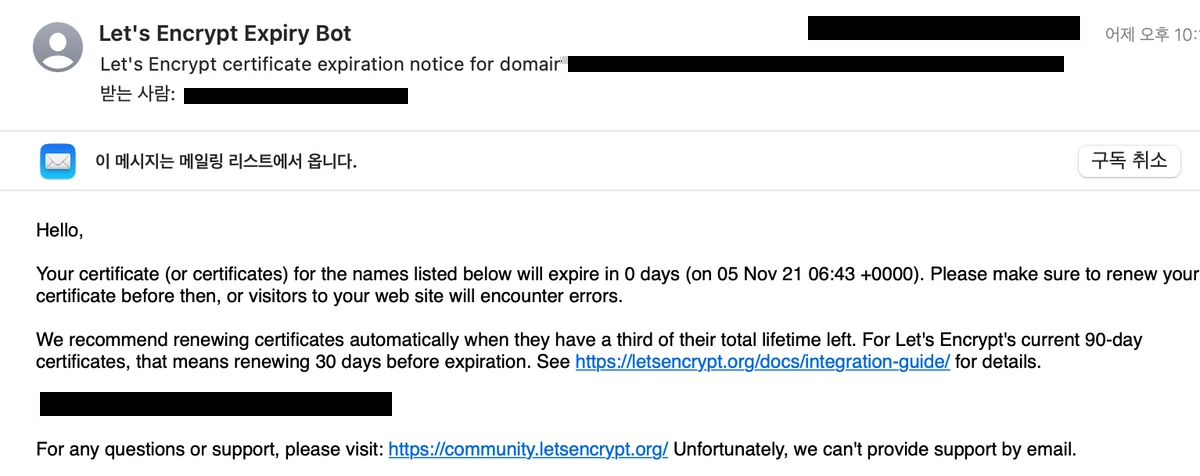 Let's Encrypt Expiry Bot
어제 오후 10:
Let's Encrypt certificate expiration notice for domain
받는 사람:
이 메시지는 메일링 리스트에서 옵니다.
구독 취소
Hello,
Your certificate (or certificates) for the names listed below will expire in 0 days (on 05 Nov 21 06:43 +0000). Please make sure to renew your
certificate before then, or visitors to your web site will encounter errors.
We recommend renewing certificates automatically when they have a third of their total lifetime left. For Let's Encrypt's current 90-day
certificates, that means renewing 30 days before expiration. See https://letsencrypt.org/docs/integration-guide/ for details.
For any questions or support, please visit: https://community.letsencrypt.org/ Unfortunately, we can't provide support by email.